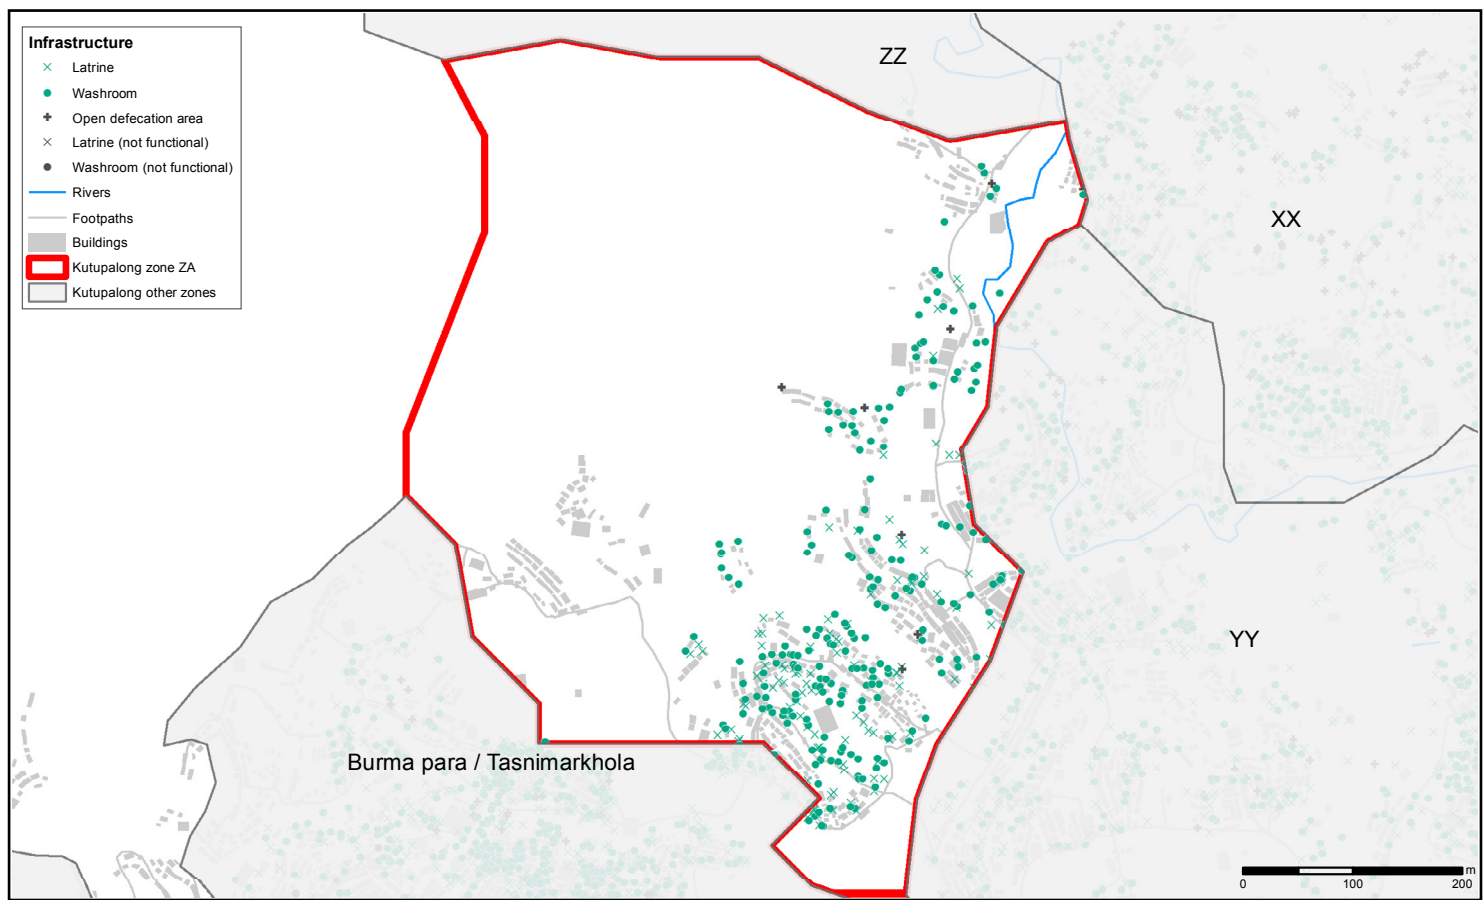 Infrastructure
Latrine
Washroom
Open defecation area
Latrine (not functional)
Washroom (not functional)
Rivers
Footpaths
Buildings
Kutupalong zone ZA
Kutupalong other zones
ZZ
XX
YY
Burma para / Tasnimarkhola
m
0 100 200